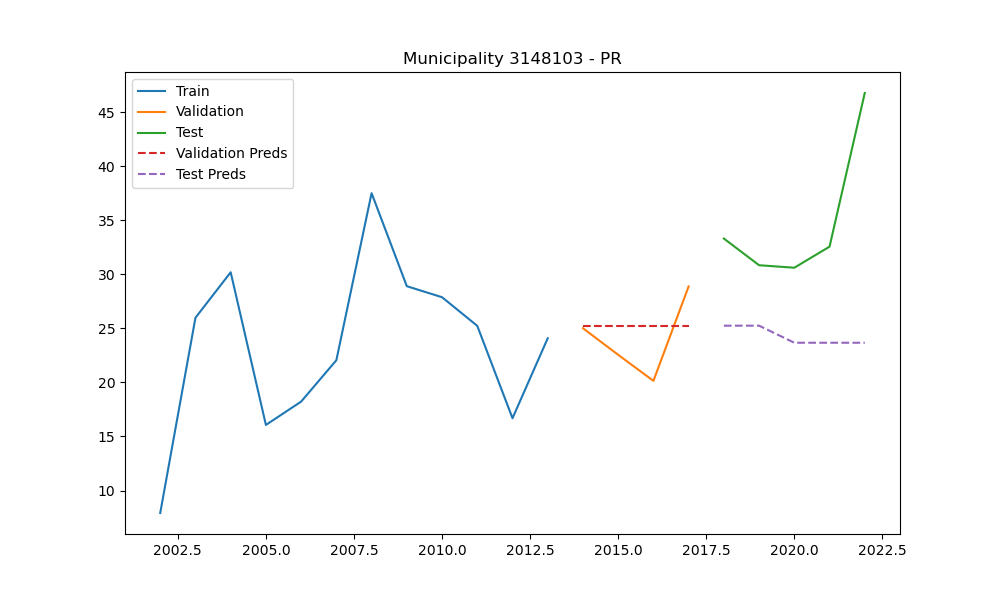 Municipality 3148103 - PR
Train
Validation
Test
Validation Preds
Test Preds
45
40
35
30
25
20
15
10
2002.5 2005.0 2007.5 2010.0 2012.5 2015.0 2017.5 2020.0 2022.5